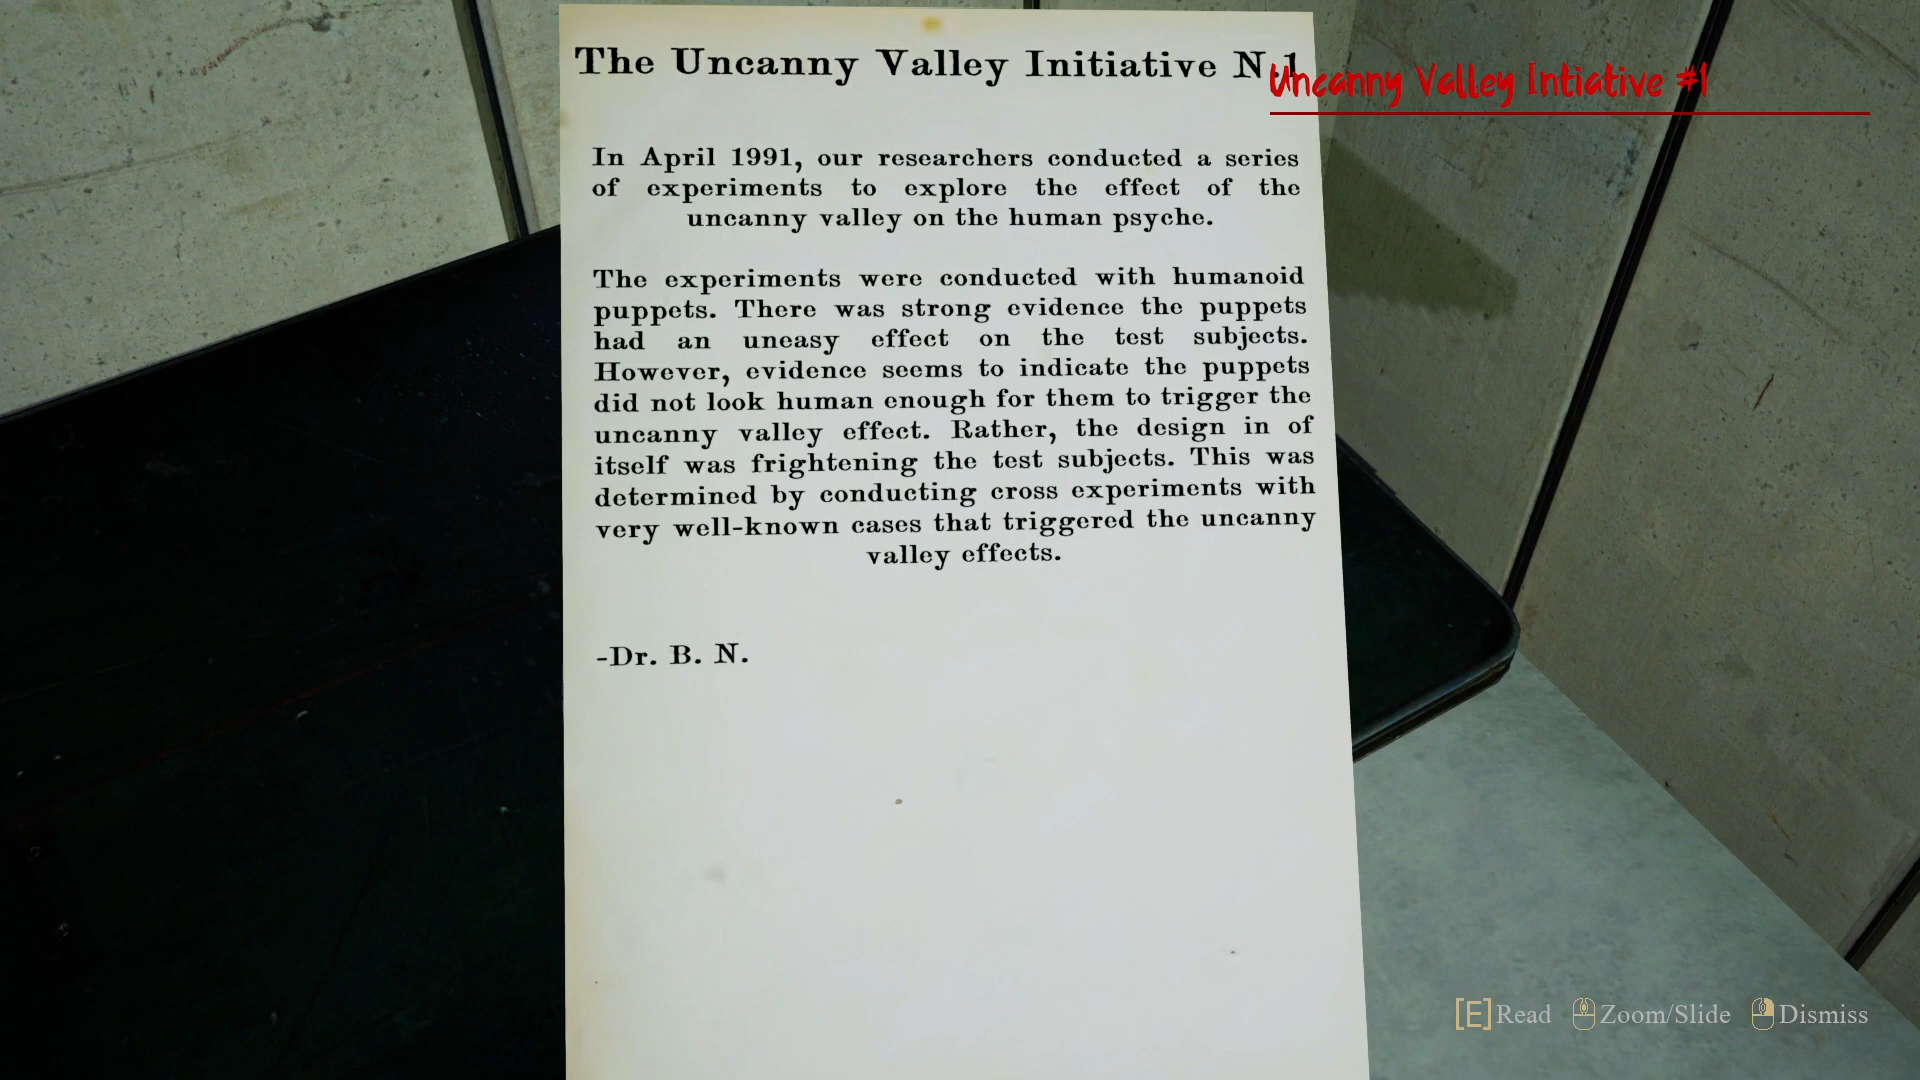 The Uncanny Valley Initiative N.1
Uncanny Valley Intiative #1
In April 1991, our researchers conducted a series
of experiments to explore the effect of the
uncanny valley on the human psyche.
The experiments were conducted with humanoid
puppets. There was strong evidence the puppets
had an uneasy effect on the test subjects.
However, evidence seems to indicate the puppets
did not look human enough for them to trigger the
uncanny valley effect. Rather, the design in of
itself was frightening the test subjects. This was
determined by conducting cross experiments with
very well-known cases that triggered the uncanny
valley effects.
-Dr. B. N.
[E] Read Zoom/Slide Dismiss